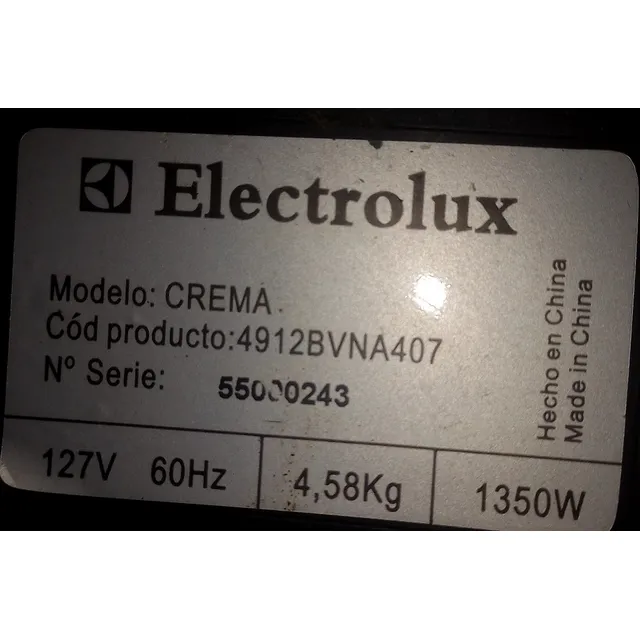 Electrolux
Modelo: CREMA.
Cód producto:4912BVNA407
Nº Serie: 55000243
127V 60Hz 4,58Kg 1350W
Hecho en China
Made in China